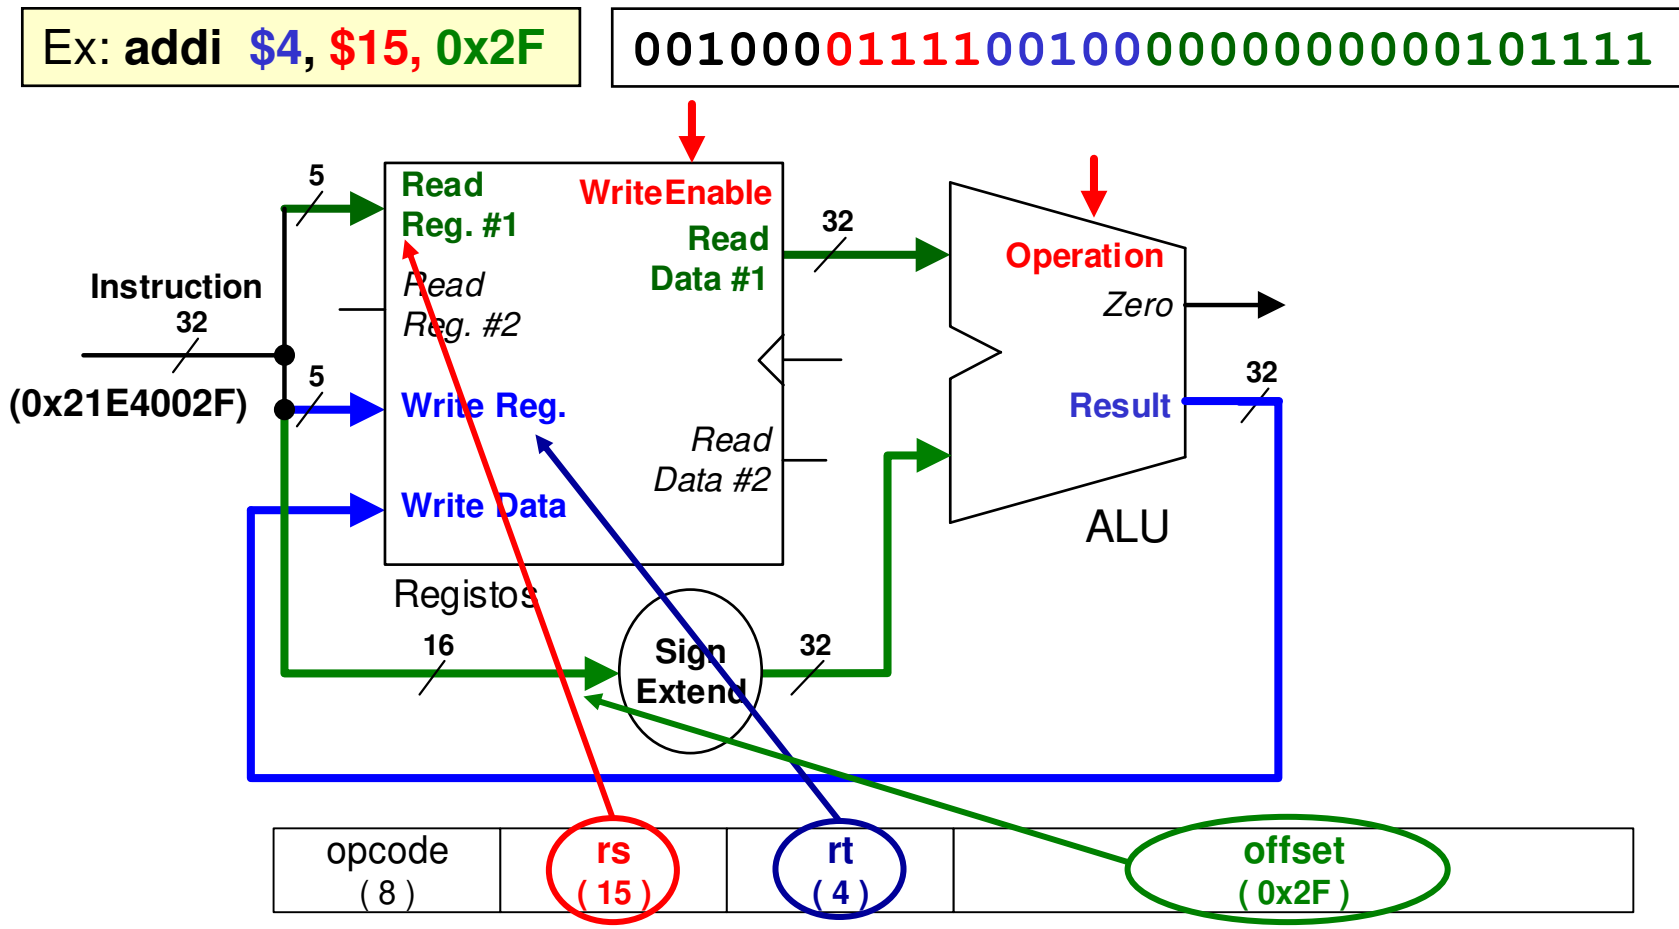 Ex: addi $4, $15, 0x2F
00100001111001000000000000101111
5
Read
Reg. #1
WriteEnable
Read
Data #1
32
Operation
Zero
Instruction
32
(0x21E4002F)
Read
Reg. #2
5
Write Reg.
Read
Data #2
Result
32
Write Data
ALU
Registos
16
Sign
Extend
32
opcode
( 8 )
rs
( 15 )
rt
( 4 )
offset
( 0x2F )